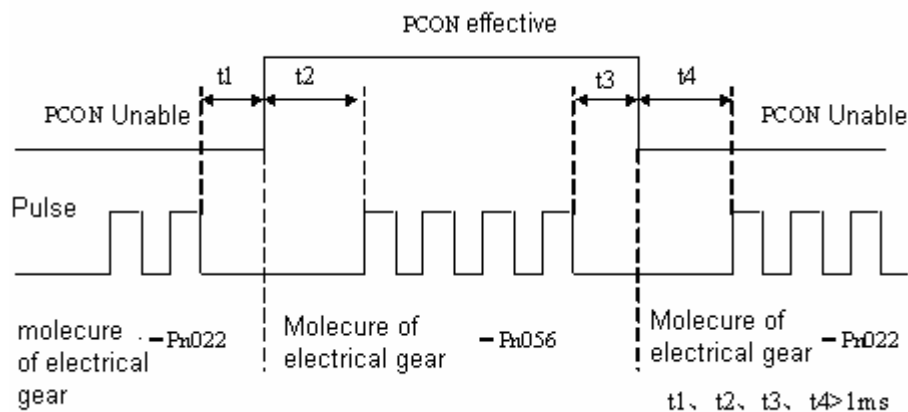 PCON effective
t1
t2
t3
t4
PCON Unable
PCON Unable
Pulse
molecure
of electrical
gear
－Pn022
Molecure of
electrical gear
－Pn056
Molecure of
electrical gear
－Pn022
t1、t2、t3、t4>1ms